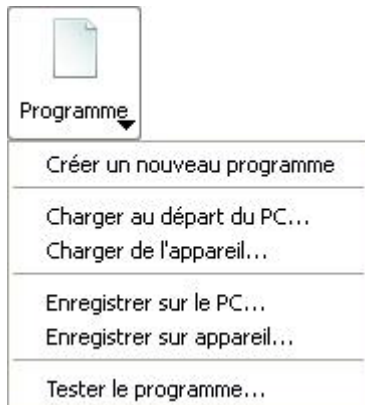 Programme
Créer un nouveau programme
Charger au départ du PC...
Charger de l'appareil...
Enregistrer sur le PC...
Enregistrer sur appareil...
Tester le programme...